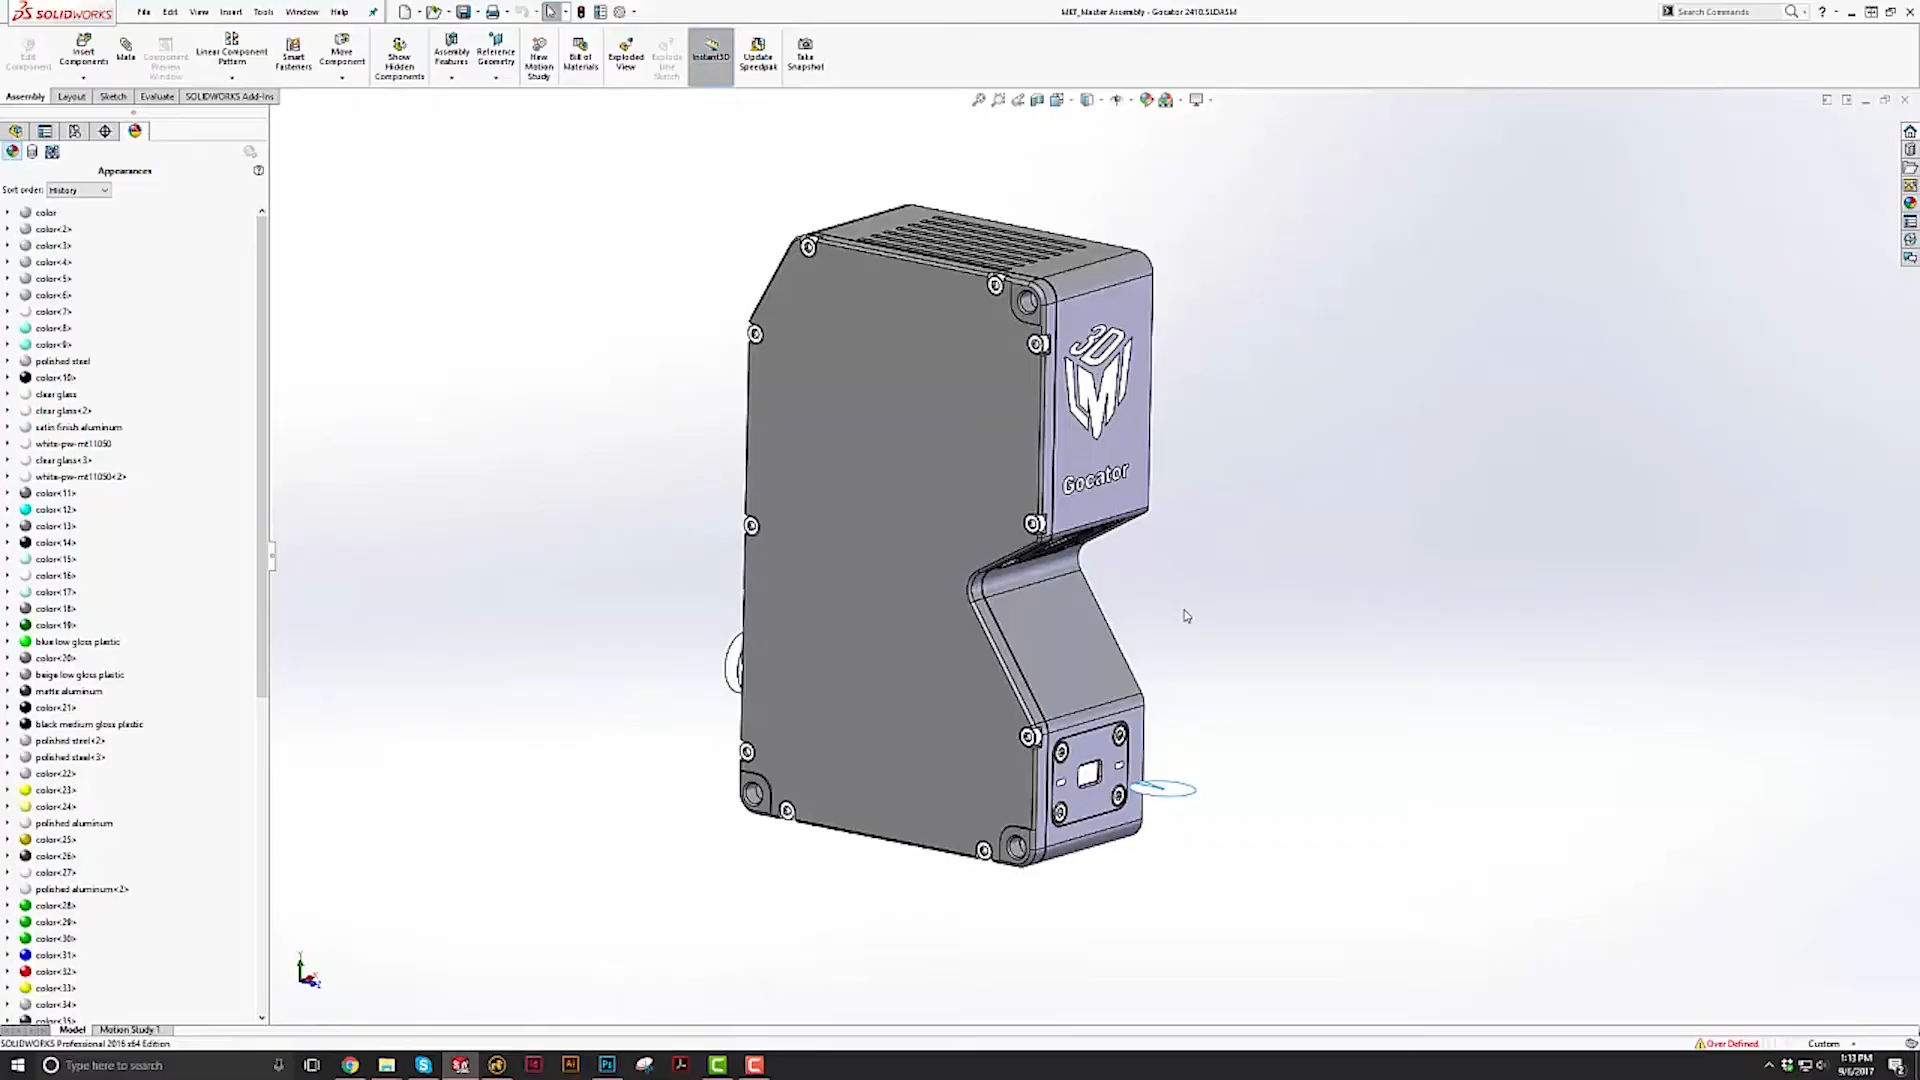 SOLIDWORKS
File Edit View Insert Tools Window Help
MET_Master Assembly - Gocator 2410.SLDASM
Search Commands
Edit Component
Insert Components
Mate
Component Preview Window
Linear Component Pattern
Smart Fasteners
Move Component
Show Hidden Components
Assembly Features
Reference Geometry
New Motion Study
Bill of Materials
Exploded View
Explode Line Sketch
Instant3D
Update Speedpak
Take Snapshot
Assembly Layout Sketch Evaluate SOLIDWORKS Add-Ins
Appearances
Sort order: History
color
color<2>
color<3>
color<4>
color<5>
color<6>
color<7>
color<8>
color<9>
polished steel
color<10>
clear glass
clear glass<2>
satin finish aluminum
white-pw-mt11050
clear glass<3>
white-pw-mt11050<2>
color<11>
color<12>
color<13>
color<14>
color<15>
color<16>
color<17>
color<18>
color<19>
blue low gloss plastic
color<20>
beige low gloss plastic
matte aluminum
color<21>
black medium gloss plastic
polished steel<2>
polished steel<3>
color<22>
color<23>
color<24>
polished aluminum
color<25>
color<26>
color<27>
polished aluminum<2>
color<28>
color<29>
color<30>
color<31>
color<32>
color<33>
color<34>
color<35>
3D
LMI
Gocator
Model Motion Study 1
SOLIDWORKS Professional 2016 x64 Edition
Over Defined
Custom
Type here to search
1:13 PM
9/6/2017